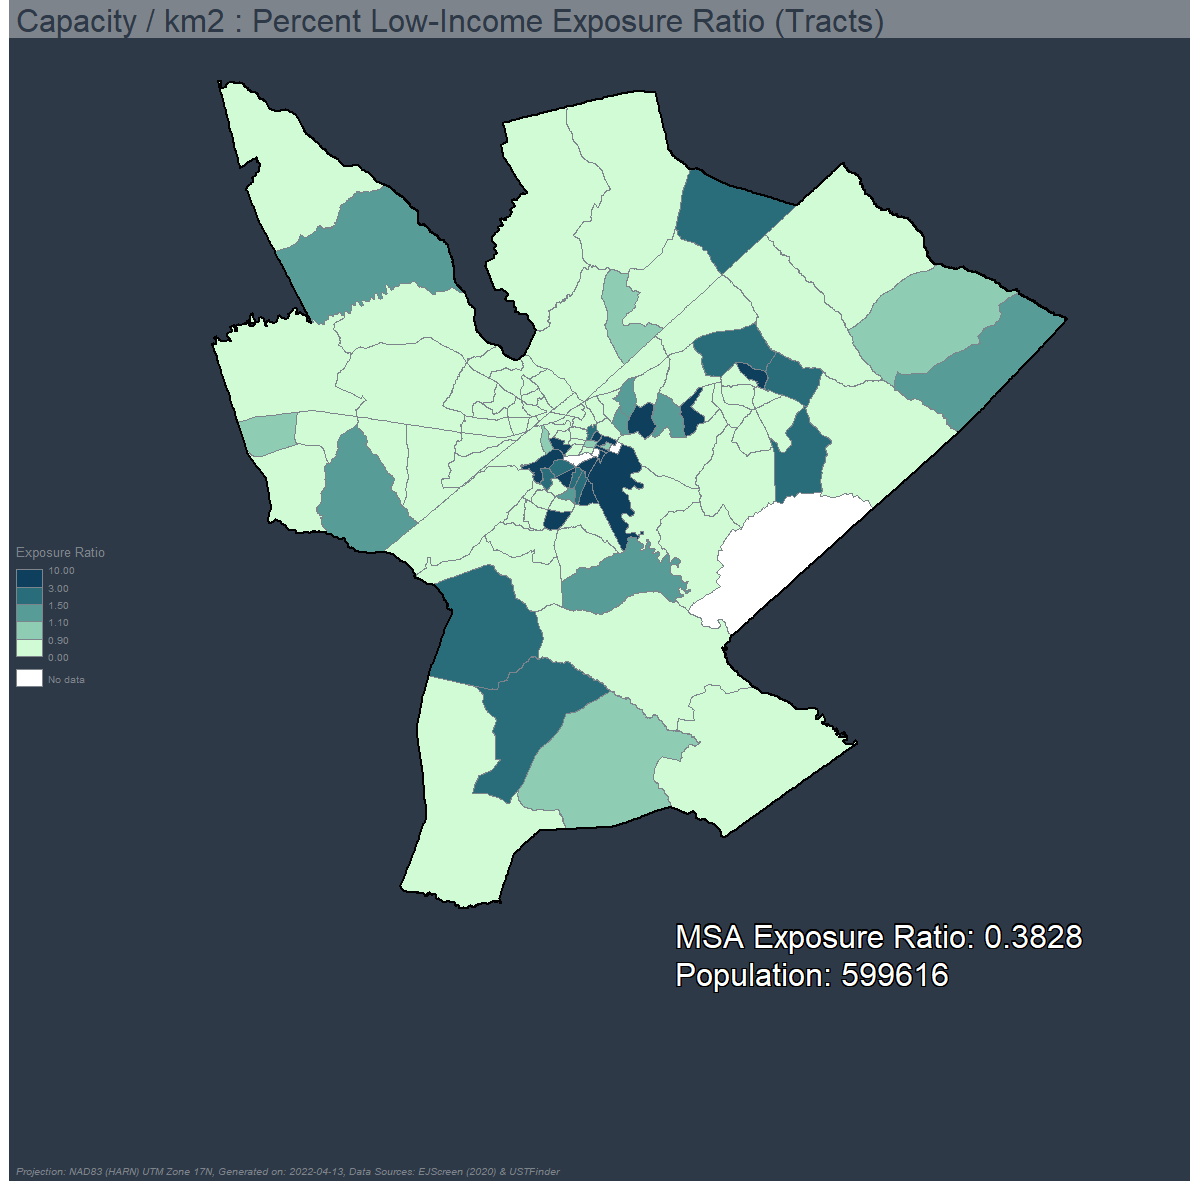 Capacity / km2 : Percent Low-Income Exposure Ratio (Tracts)
Exposure Ratio
10.00
3.00
1.50
1.10
0.90
0.00
No data
MSA Exposure Ratio: 0.3828
Population: 599616
Projection: NAD83 (HARN) UTM Zone 17N, Generated on: 2022-04-13, Data Sources: EJScreen (2020) & USTFinder